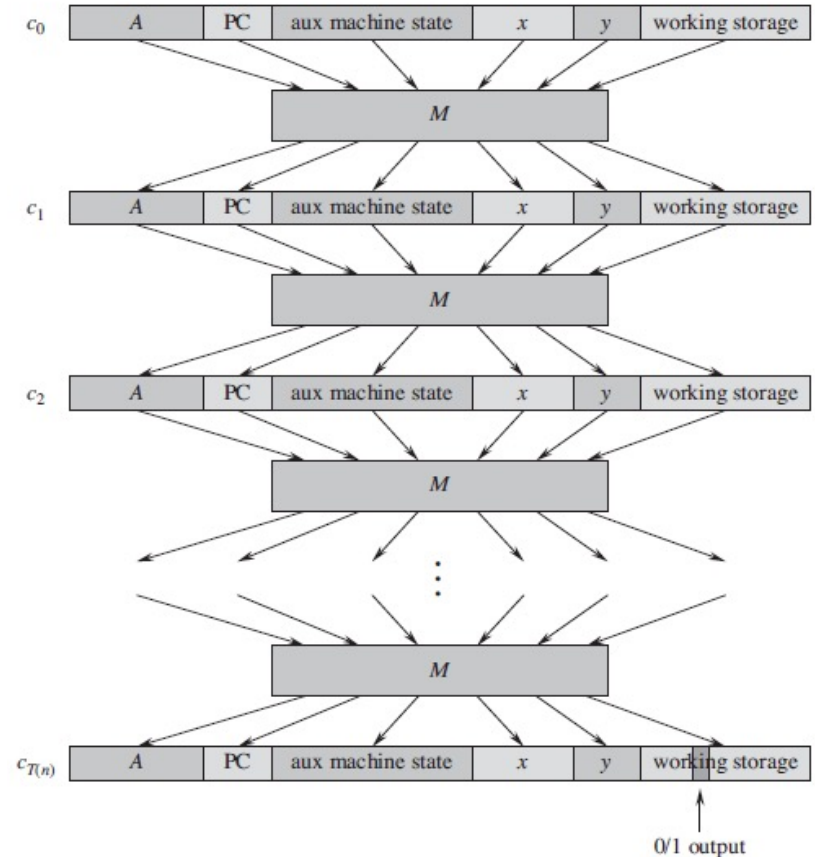 c0 A PC aux machine state x y working storage
M
c1 A PC aux machine state x y working storage
M
c2 A PC aux machine state x y working storage
M
⋮
M
cT(n) A PC aux machine state x y working storage
0/1 output